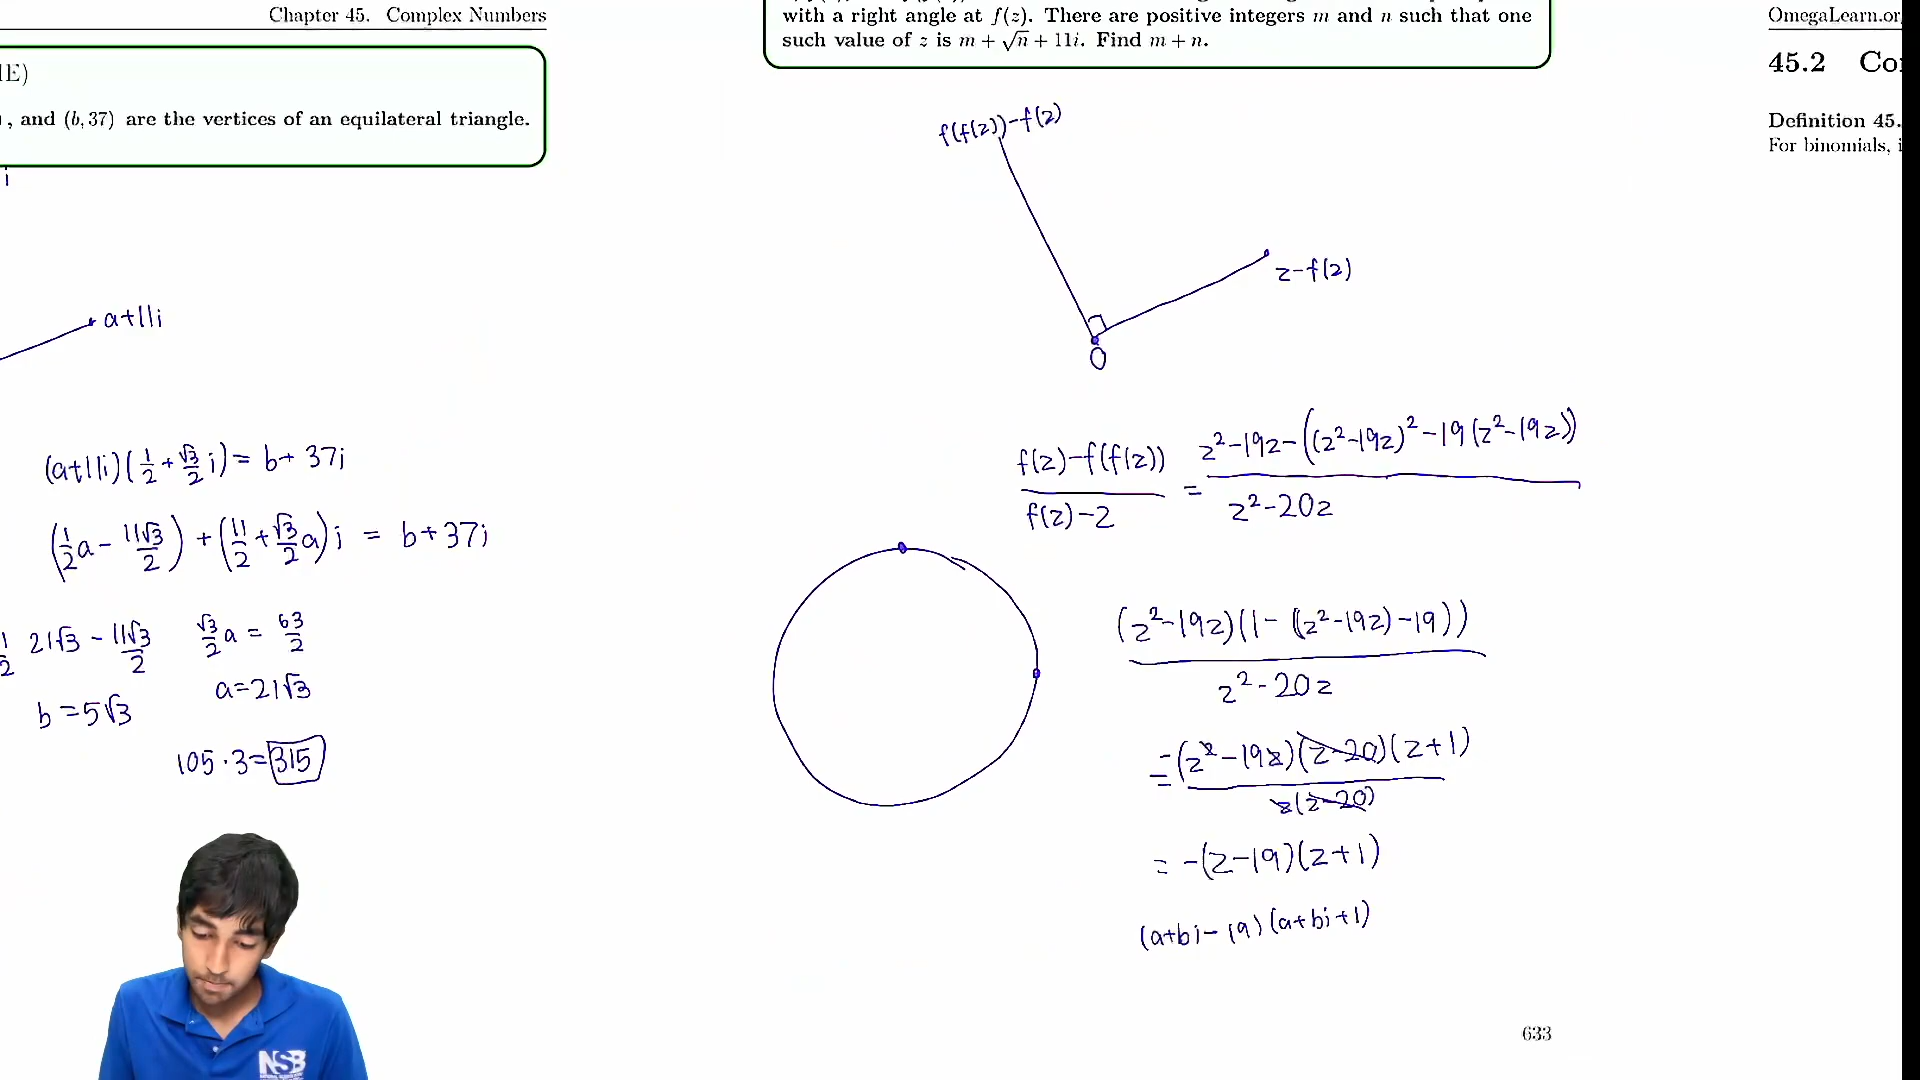 Chapter 45. Complex Numbers
IE)
, and (b, 37) are the vertices of an equilateral triangle.
i
a+11i
(a+11i)(1/2 + √3/2 i) = b + 37i
(1/2 a - 11√3/2) + (11/2 + √3/2 a) i = b + 37i
1/2 21√3 - 11√3/2
√3/2 a = 63/2
b = 5√3
a = 21√3
105 · 3 = 315
NSB
with a right angle at f(z). There are positive integers m and n such that one
such value of z is m + √n + 11i. Find m + n.
f(f(z)) - f(z)
z - f(z)
0
f(z) - f(f(z)) / f(z) - z = z² - 19z - ((z² - 19z)² - 19(z² - 19z)) / z² - 20z
(z² - 19z)(1 - ((z² - 19z) - 19)) / z² - 20z
= -(z² - 19z)(z - 20)(z + 1) / z(z - 20)
= -(z - 19)(z + 1)
(a + bi - 19)(a + bi + 1)
633
OmegaLearn.or
45.2 Co
Definition 45.
For binomials, i